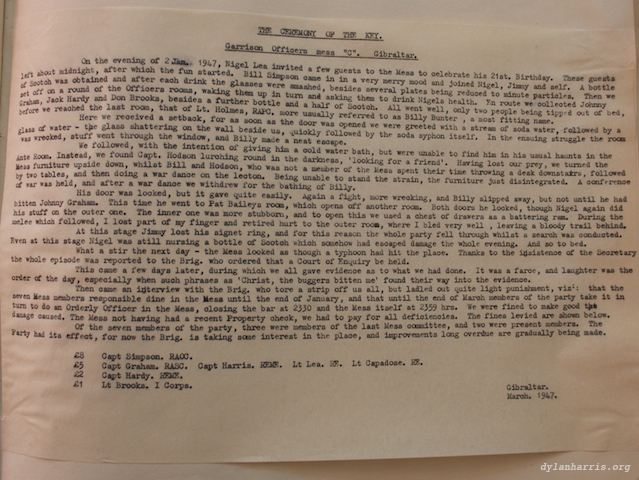 THE CEREMONY OF THE KEY.
Garrison Officers mess "C". Gibraltar.
On the evening of 2 Jan. 1947, Nigel Lea invited a few guests to the Mess to celebrate his 21st. Birthday. These guests
left about midnight, after which the fun started. Bill Simpson came in in a very merry mood and joined Nigel, Jimmy and self. A bottle
of Scotch was obtained and after each drink the glasses were smashed, besides several plates being reduced to minute particles. Then we
set off on a round of the Officers rooms, waking them up in turn and asking them to drink Nigels health. En route we collected Johnny
Graham, Jack Hardy and Don Brooks, besides a further bottle and a half of Scotch. All went well, only two people being tipped out of bed,
before we reached the last room, that of Lt. Holmes, RAPC, more usually referred to as Billy Bunter , a most fitting name.
Here we received a setback, for as soon as the door was opened we were greeted with a stream of soda water, followed by a
glass of water - the glass shattering on the wall beside us, quickly followed by the soda syphon itself. In the ensuing struggle the room
was wrecked, stuff went through the window, and Billy made a neat escape.
We followed, with the intention of giving him a cold water bath, but were unable to find him in his usual haunts in the
Ante Room. Instead, we found Capt. Hodson lurching round in the darkness, 'looking for a friend'. Having lost our prey, we turned the
Mess furniture upside down, whilst Bill and Hodson, who was not a member of the Mess spent their time throwing a desk downstairs, followed
by two tables, and then doing a war dance on the lecton. Being unable to stand the strain, the furniture just disintegrated. A conference
of war was held, and after a war dance we withdrew for the bathing of Billy.
His door was locked, but it gave quite easily. Again a fight, more wrecking, and Billy slipped away, but not until he had
bitten Johnny Graham. This time he went to Pat Baileys room, which opens off another room. Both doors he locked, though Nigel again did
his stuff on the outer one. The inner one was more stubborn, and to open this we used a chest of drawers as a battering ram. During the
melee which followed, I lost part of my finger and retired hurt to the outer room, where I bled very well , leaving a bloody trail behind.
At this stage Jimmy lost his signet ring, and for this reason the whole party fell through while a search was conducted.
Even at this stage Nigel was still nursing a bottle of Scotch which somehow had escaped damage the whole evening. And so to bed.
What a stir the next day - the Mess looked as though a typhoon had hit the place. Thanks to the insistence of the Secretary
the whole episode was reported to the Brig. who ordered that a Court of Enquiry be held.
This came a few days later, during which we all gave evidence as to what we had done. It was a farce, and laughter was the
order of the day, especially when such phrases as 'Christ, the buggers bitten me' found their way into the evidence.
Then came an interview with the Brig., who tore a strip off us all, but ladled out quite light punishment, viz: that the
seven Mess members responsible dine in the Mess until the end of January, and that until the end of March members of the party take it in
turn to do an Orderly Officer in the Mess, closing the bar at 2330 and the Mess itself at 2359 hrs. We were fined to make good the
damage caused. The Mess not having had a recent Property check, we had to pay for all deficiencies. The fines levied are shown below.
Of the seven members of the party, three were members of the last Mess committee, and two were present members. The
Party had its effect, for now the Brig. is taking some interest in the place, and improvements long overdue are gradually being made.
£8 Capt Simpson. RAOC.
£5 Capt Graham. RASC. Capt Harris. REME. Lt Lea. RE. Lt Capadose. RE.
£2 Capt Hardy. REME.
£1 Lt Brooks. I Corps.
Gibraltar.
March. 1947.
dylanharris.org